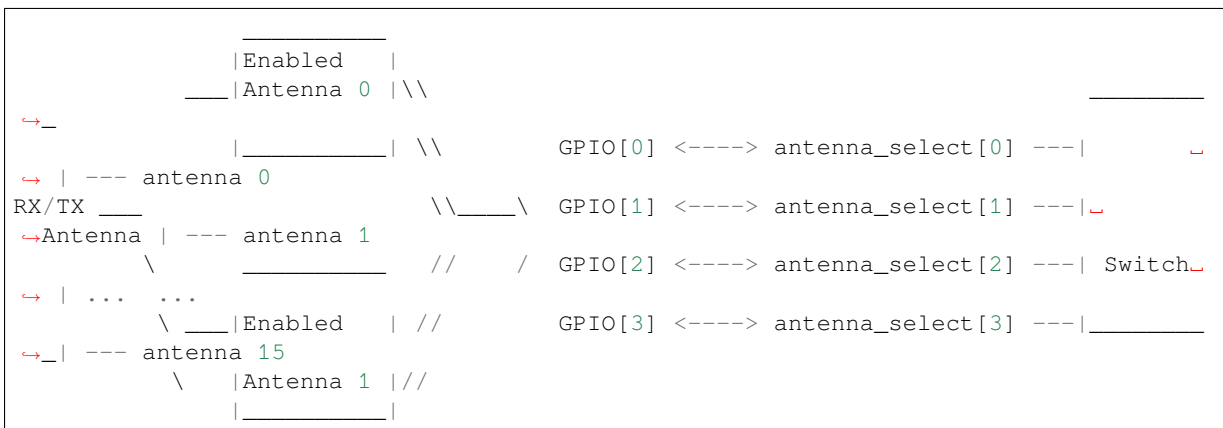 __________
                   |Enabled   |
               ___|Antenna 0 |\\                                                       ________
↪_
                   |__________| \\         GPIO[0] <----> antenna_select[0] ---|        ␣
↪ | --- antenna 0
RX/TX ___                        \\____\  GPIO[1] <----> antenna_select[1] ---|␣
↪Antenna | --- antenna 1
           \        __________   //    /  GPIO[2] <----> antenna_select[2] ---| Switch␣
↪ | ...  ...
            \ ___|Enabled   | //         GPIO[3] <----> antenna_select[3] ---|________
↪_| --- antenna 15
             \   |Antenna 1 |//
                 |__________|